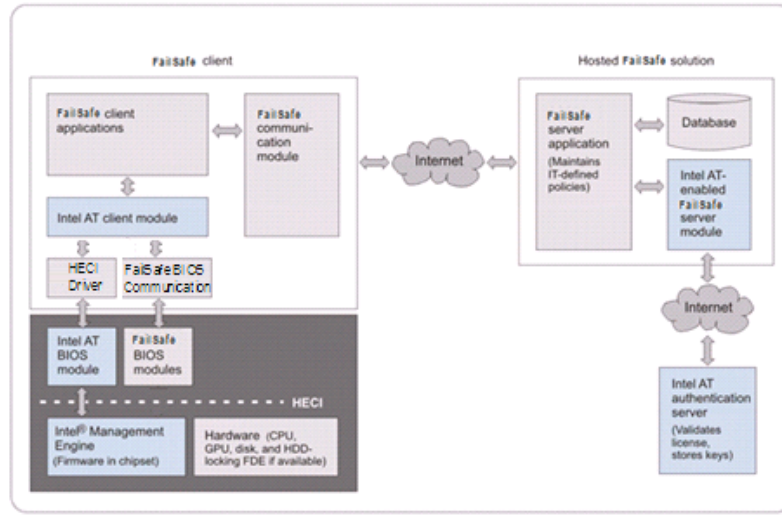 FailSafe client
FailSafe client
applications
FailSafe
communi-
cation
module
Intel AT client module
HECI
Driver
FailSafe BIOS
Communication
Intel AT
BIOS
module
FailSafe
BIOS
modules
HECI
Intel® Management
Engine
(Firmware in chipset)
Hardware (CPU,
GPU, disk, and HDD-
locking FDE if available)
Internet
Hosted FailSafe solution
FailSafe
server
application
(Maintains
IT-defined
policies)
Database
Intel AT-
enabled
FailSafe
server
module
Internet
Intel AT
authentication
server
(Validates
license,
stores keys)